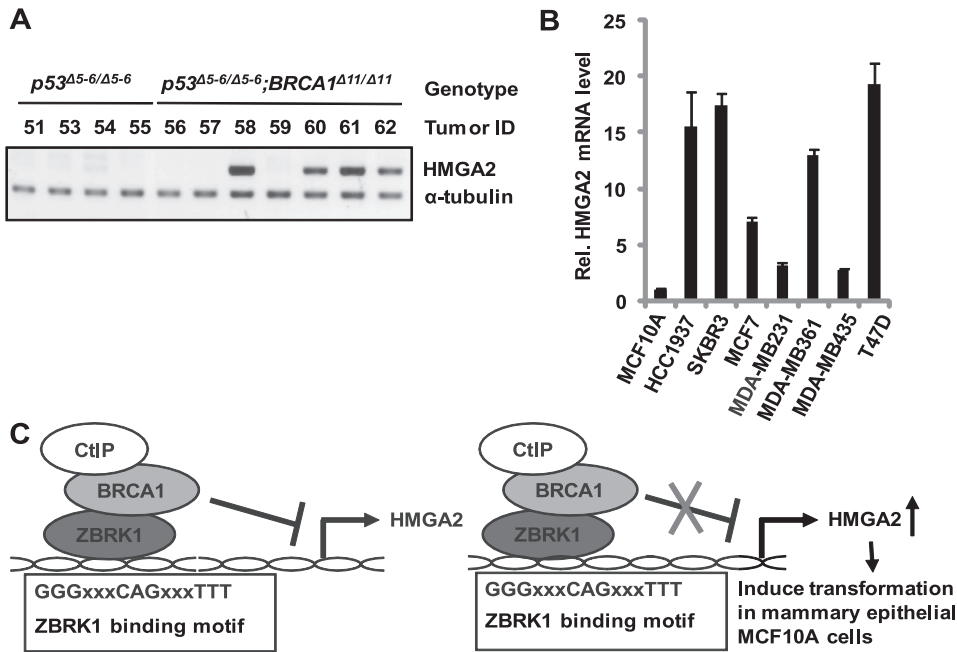 A
p53Δ5-6/Δ5-6 p53Δ5-6/Δ5-6;BRCA1Δ11/Δ11 Genotype
51 53 54 55 56 57 58 59 60 61 62 Tumor ID
HMGA2
α-tubulin
B
Rel. HMGA2 mRNA level
25
20
15
10
5
0
MCF10A
HCC1937
SKBR3
MCF7
MDA-MB231
MDA-MB361
MDA-MB435
T47D
C
CtIP
BRCA1
ZBRK1
HMGA2
GGGxxxCAGxxxTTT
ZBRK1 binding motif
CtIP
BRCA1
ZBRK1
HMGA2
GGGxxxCAGxxxTTT
ZBRK1 binding motif
Induce transformation
in mammary epithelial
MCF10A cells